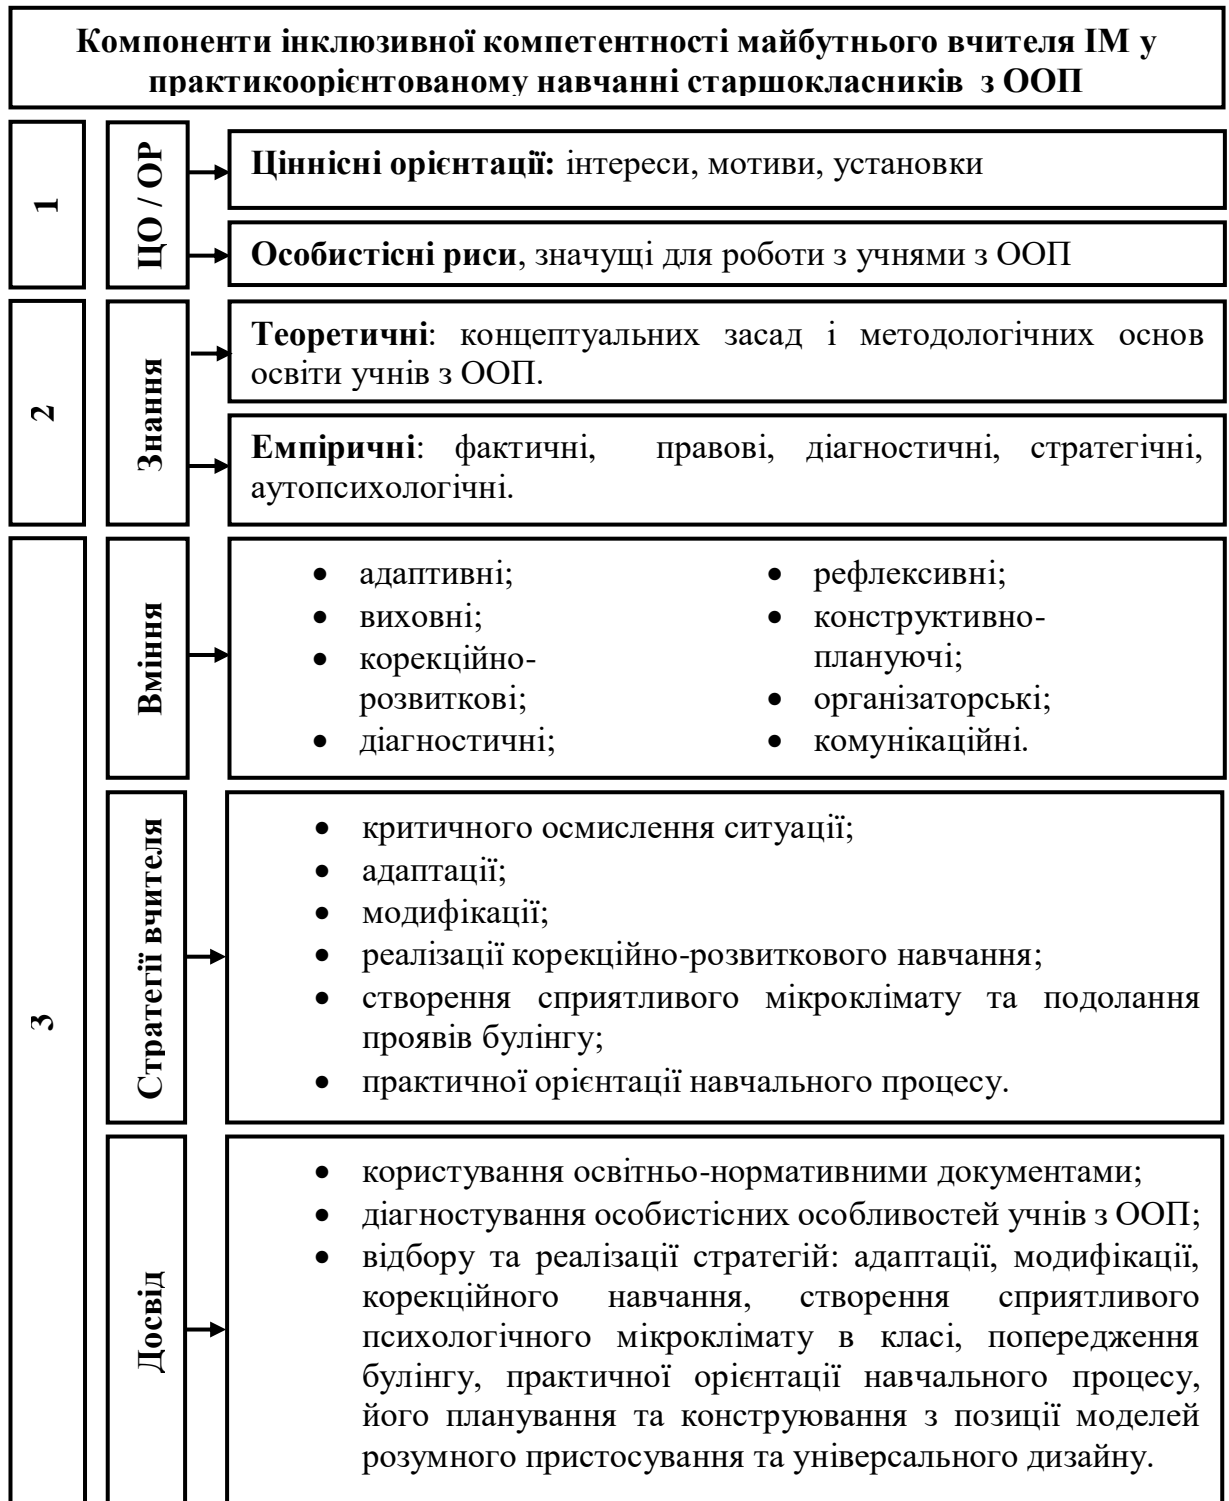 Компоненти інклюзивної компетентності майбутнього вчителя ІМ у
практикоорієнтованому навчанні старшокласників з ООП
1
ЦО / ОР
Ціннісні орієнтації: інтереси, мотиви, установки
Особистісні риси, значущі для роботи з учнями з ООП
2
Знання
Теоретичні: концептуальних засад і методологічних основ
освіти учнів з ООП.
Емпіричні: фактичні, правові, діагностичні, стратегічні,
аутопсихологічні.
3
Вміння
• адаптивні;
• виховні;
• корекційно-
розвиткові;
• діагностичні;
• рефлексивні;
• конструктивно-
плануючі;
• організаторські;
• комунікаційні.
Стратегії вчителя
• критичного осмислення ситуації;
• адаптації;
• модифікації;
• реалізації корекційно-розвиткового навчання;
• створення сприятливого мікроклімату та подолання
проявів булінгу;
• практичної орієнтації навчального процесу.
Досвід
• користування освітньо-нормативними документами;
• діагностування особистісних особливостей учнів з ООП;
• відбору та реалізації стратегій: адаптації, модифікації,
корекційного навчання, створення сприятливого
психологічного мікроклімату в класі, попередження
булінгу, практичної орієнтації навчального процесу,
його планування та конструювання з позиції моделей
розумного пристосування та універсального дизайну.